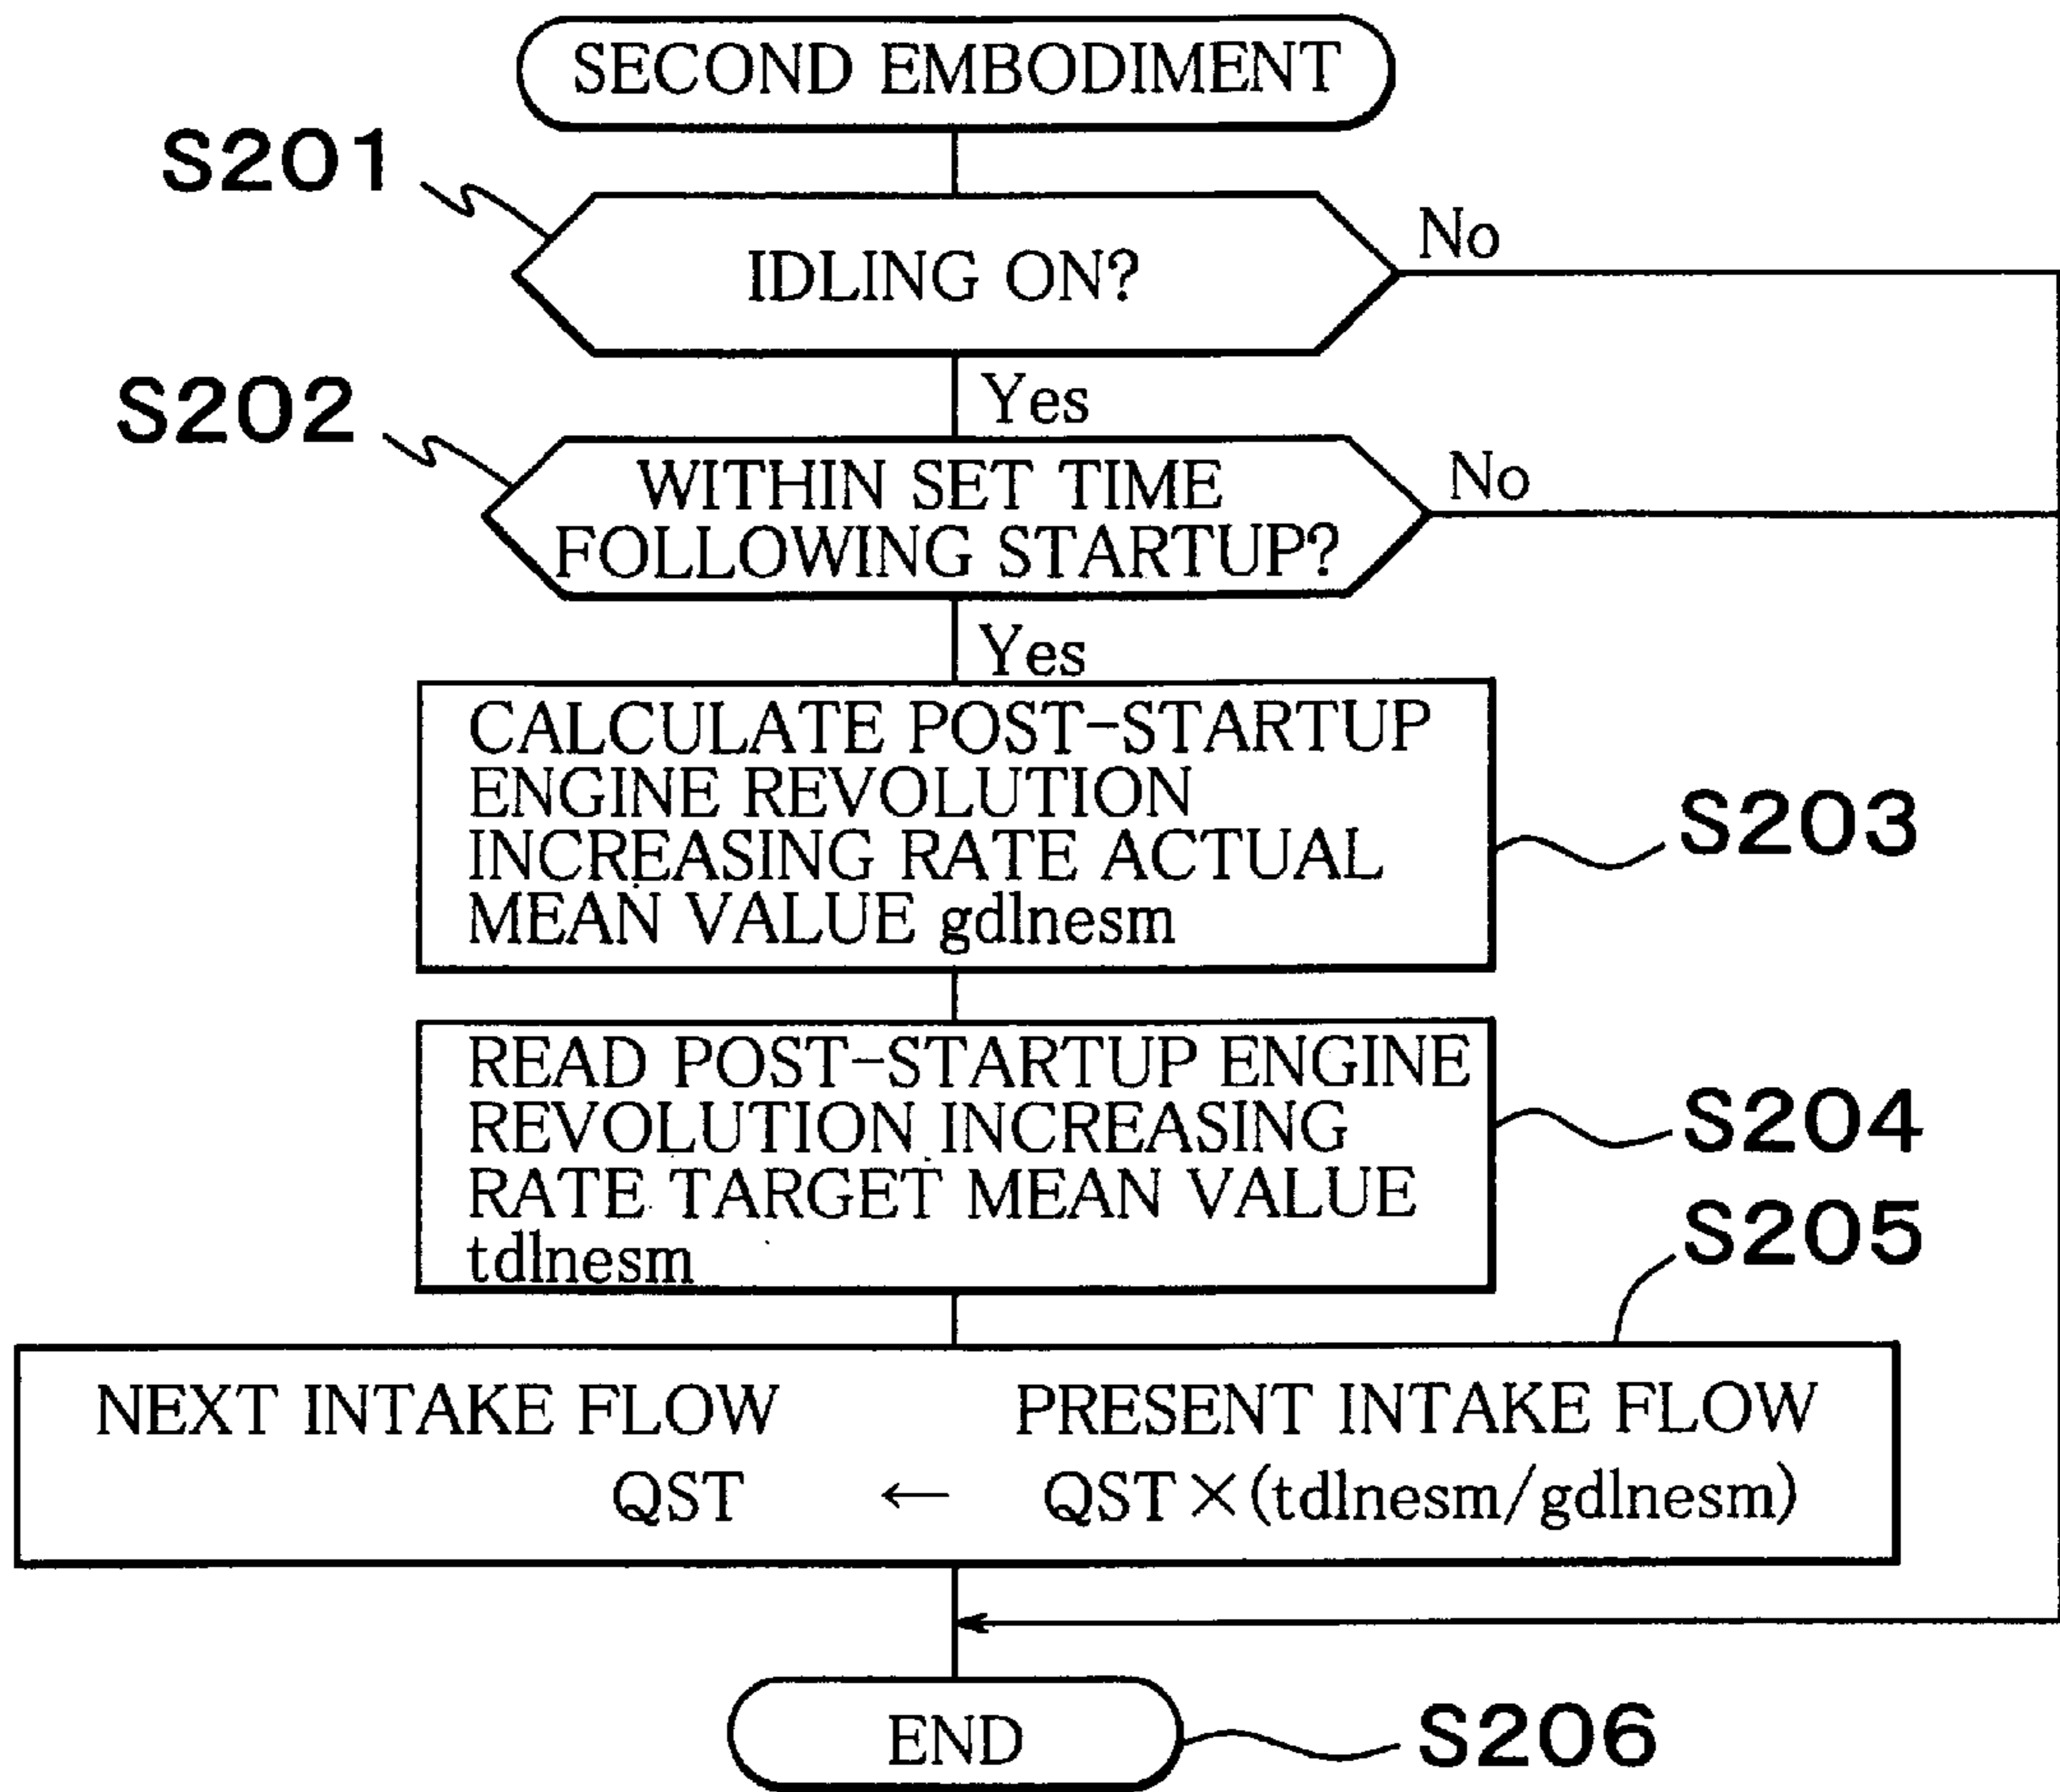 SECOND EMBODIMENT
S201
IDLING ON?
No
Yes
S202
WITHIN SET TIME
FOLLOWING STARTUP?
No
Yes
CALCULATE POST-STARTUP
ENGINE REVOLUTION
INCREASING RATE ACTUAL
MEAN VALUE gdlnesm
S203
READ POST-STARTUP ENGINE
REVOLUTION INCREASING
RATE TARGET MEAN VALUE
tdlnesm
S204
S205
NEXT INTAKE FLOW PRESENT INTAKE FLOW
QST ← QST×(tdlnesm/gdlnesm)
END
S206